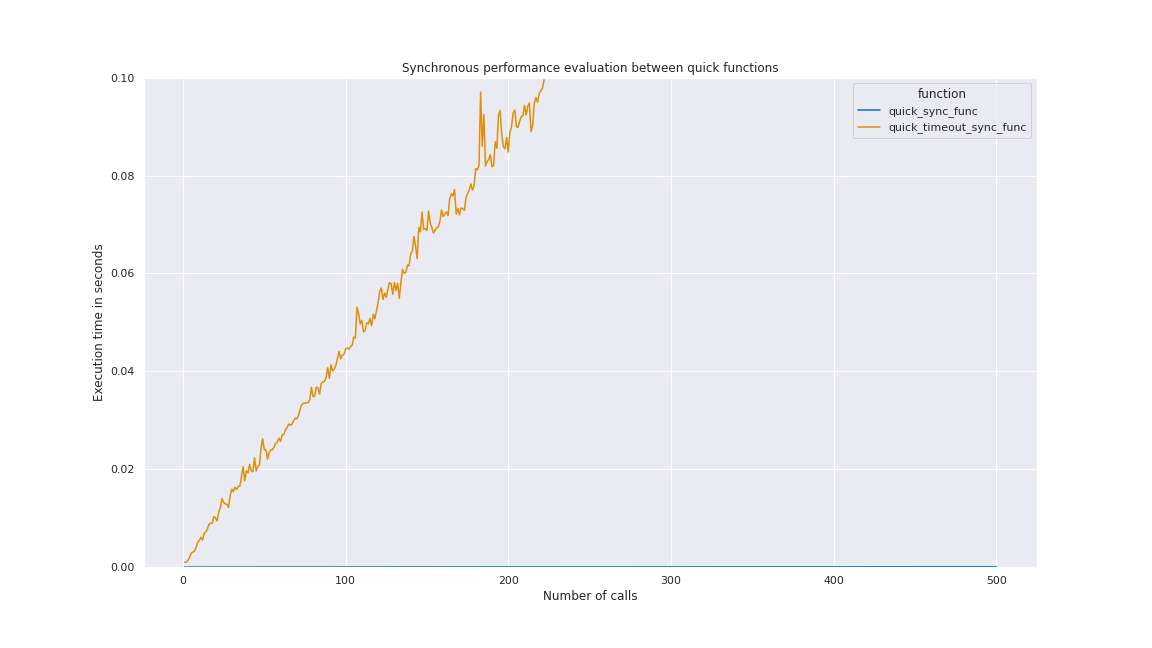 Synchronous performance evaluation between quick functions
0.10
0.08
0.06
0.04
0.02
0.00
Execution time in seconds
function
quick_sync_func
quick_timeout_sync_func
0 100 200 300 400 500
Number of calls